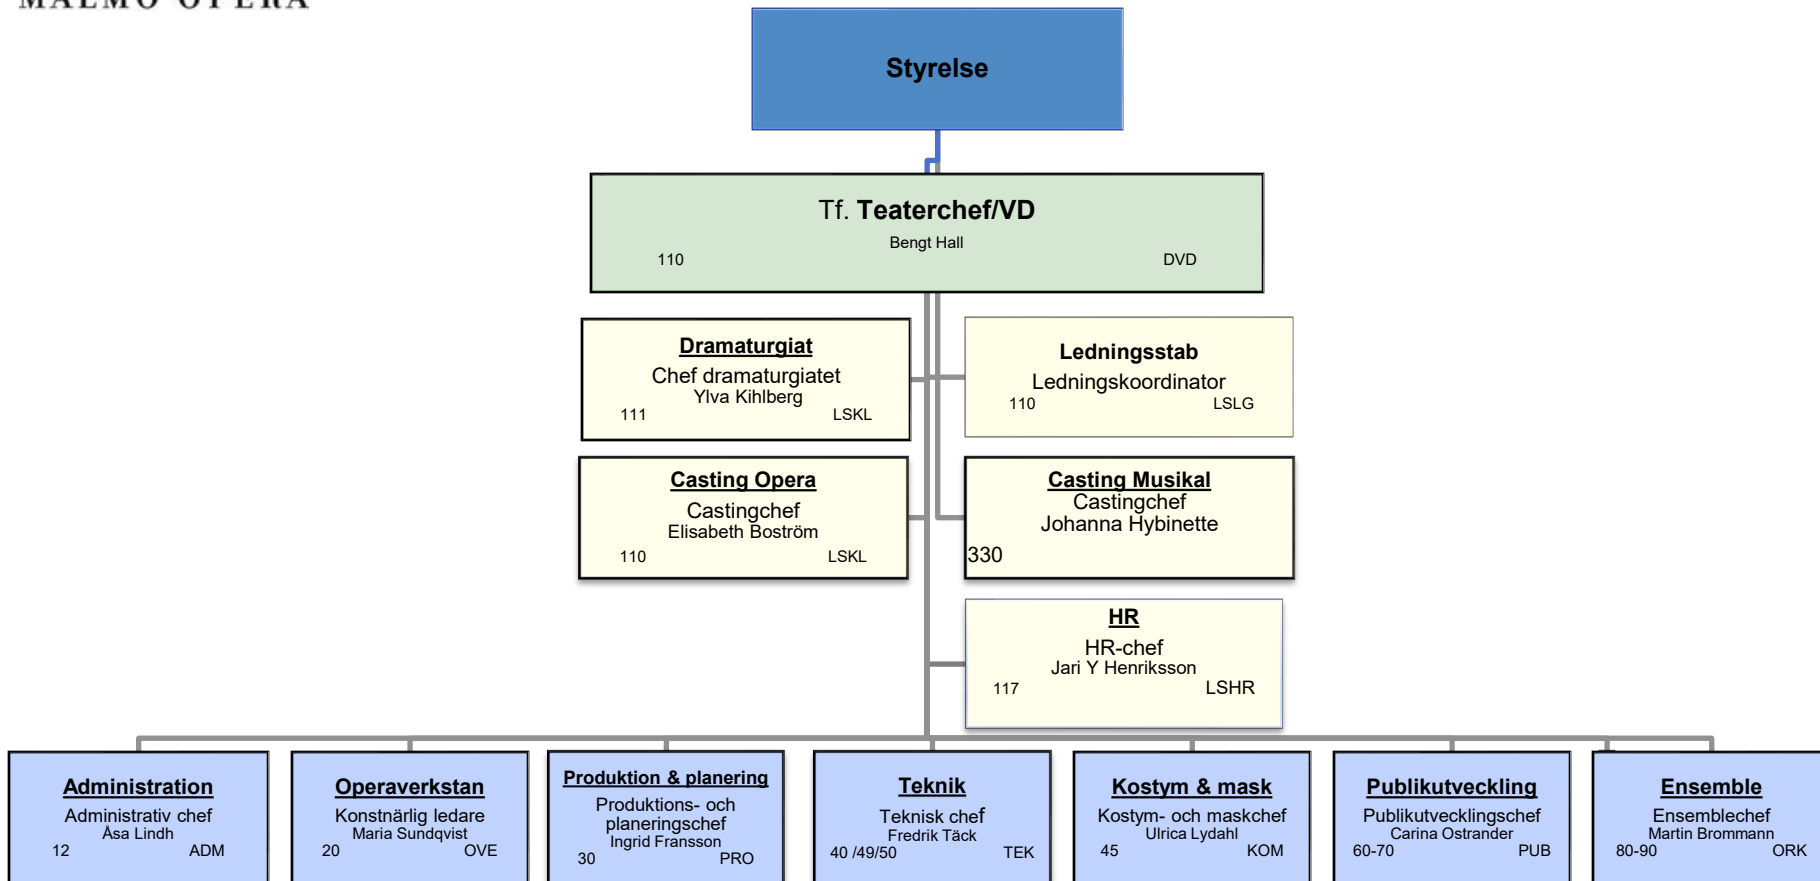 MALMÖ OPERA
Styrelse
Tf. Teaterchef/VD
Bengt Hall
110 DVD
Dramaturgiat
Chef dramaturgiatet
Ylva Kihlberg
111 LSKL
Ledningsstab
Ledningskoordinator
110 LSLG
Casting Opera
Castingchef
Elisabeth Boström
110 LSKL
Casting Musikal
Castingchef
Johanna Hybinette
330
HR
HR-chef
Jari Y Henriksson
117 LSHR
Administration
Administrativ chef
Åsa Lindh
12 ADM
Operaverkstan
Konstnärlig ledare
Maria Sundqvist
20 OVE
Produktion & planering
Produktions- och
planeringschef
Ingrid Fransson
30 PRO
Teknik
Teknisk chef
Fredrik Täck
40 /49/50 TEK
Kostym & mask
Kostym- och maskchef
Ulrica Lydahl
45 KOM
Publikutveckling
Publikutvecklingschef
Carina Ostrander
60-70 PUB
Ensemble
Ensemblechef
Martin Brommann
80-90 ORK